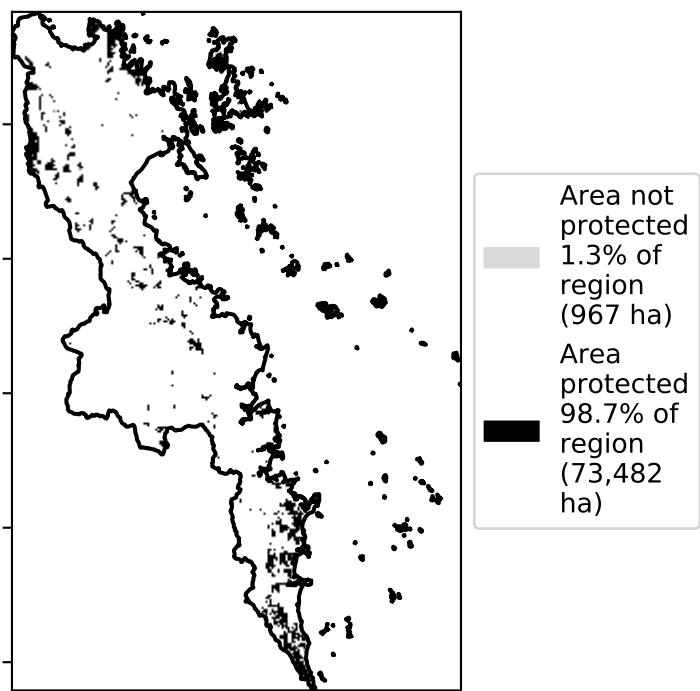 Area not
protected
1.3% of
region
(967 ha)
Area
protected
98.7% of
region
(73,482
ha)